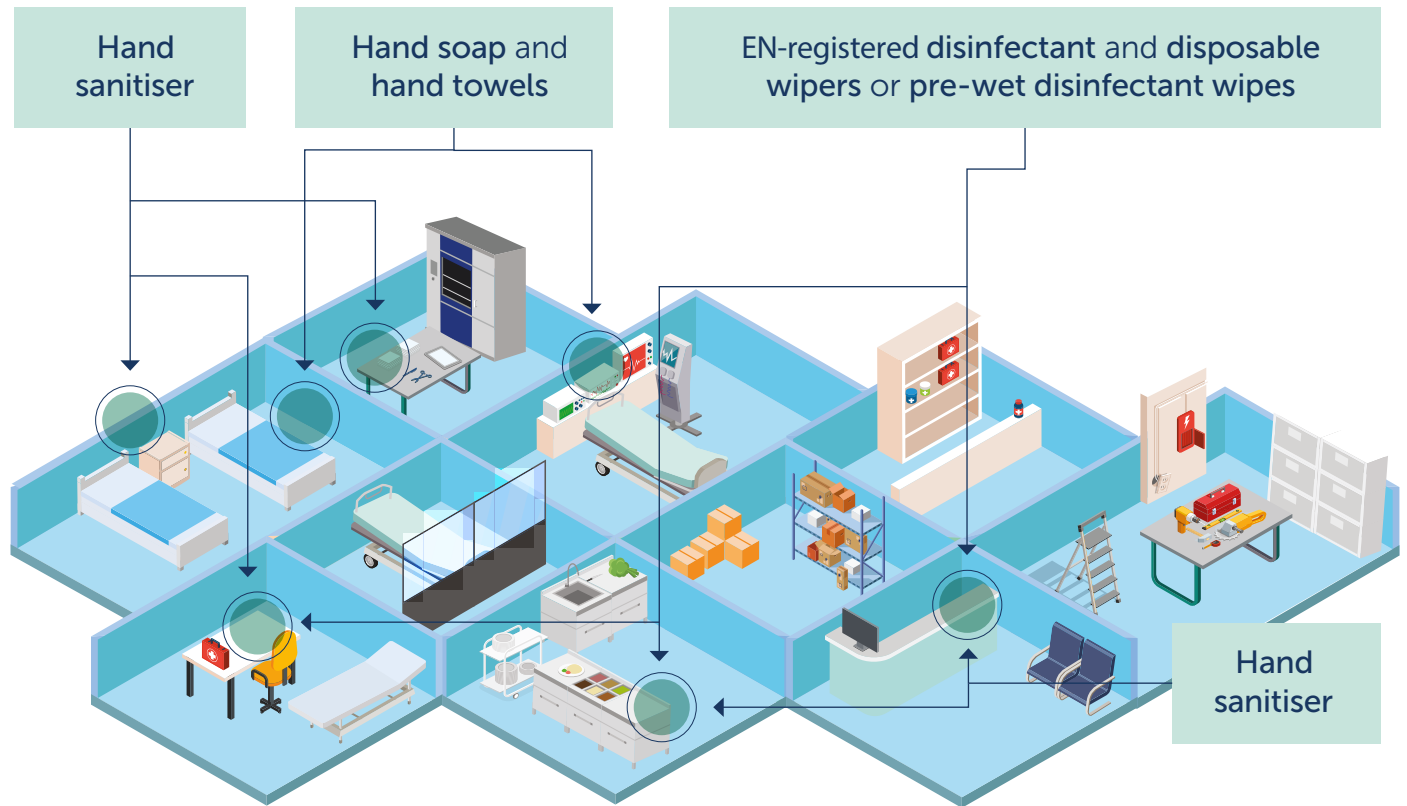 Hand
sanitiser
Hand soap and
hand towels
EN-registered disinfectant and disposable
wipers or pre-wet disinfectant wipes
Hand
sanitiser